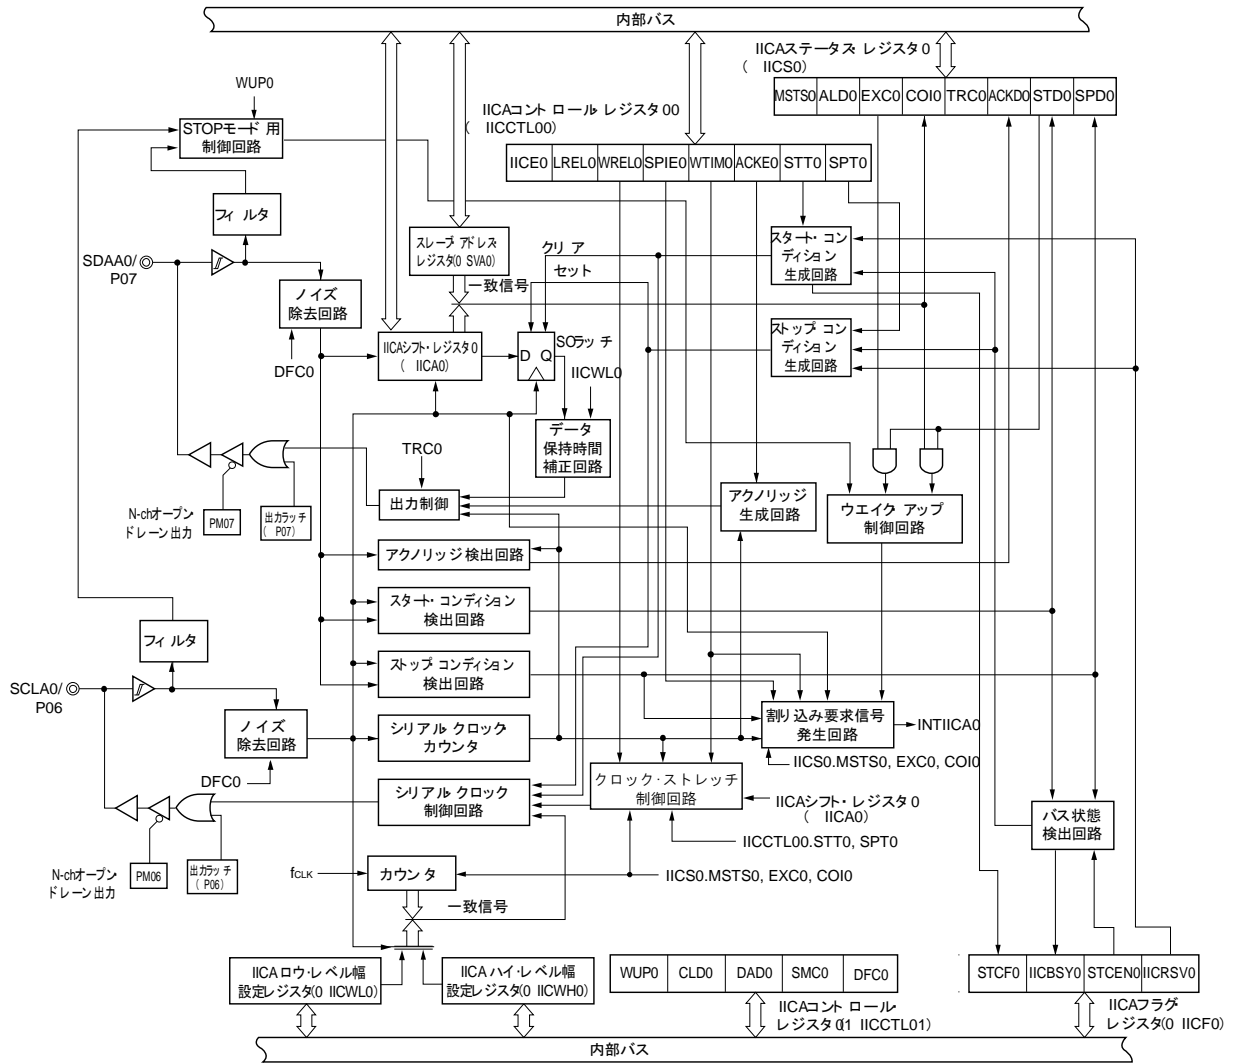 内部バス
IICAステータス・レジスタ0
( IICS0)
MSTS0 ALD0 EXC0 COI0 TRC0 ACKD0 STD0 SPD0
WUP0
STOPモード用
制御回路
IICAコントロール・レジスタ00
( IICCTL00)
IICE0 LREL0 WREL0 SPIE0 WTIM0 ACKE0 STT0 SPT0
フィルタ
SDAA0/
P07
スレーブ・アドレス・
レジスタ(0 SVA0)
クリア
セット
スタート・コン
ディション
生成回路
一致信号
ノイズ
除去回路
DFC0
IICAシフト・レジスタ0
( IICA0)
D Q
SOラッチ
IICWL0
ストップ・コン
ディション
生成回路
データ
保持時間
補正回路
TRC0
出力制御
アクノリッジ
生成回路
ウエイク・アップ
制御回路
N-chオープン・
ドレーン出力
PM07
出力ラッチ
( P07)
アクノリッジ検出回路
スタート・コンディション
検出回路
フィルタ
ストップ・コンディション
検出回路
SCLA0/
P06
ノイズ
除去回路
DFC0
シリアル・クロック・
カウンタ
割り込み要求信号
発生回路
INTIICA0
IICS0.MSTS0, EXC0, COI0
シリアル・クロック
制御回路
クロック・ストレッチ
制御回路
IICAシフト・レジスタ0
( IICA0)
IICCTL00.STT0, SPT0
バス状態
検出回路
N-chオープン・
ドレーン出力
PM06
出力ラッチ
( P06)
fCLK
カウンタ
IICS0.MSTS0, EXC0, COI0
一致信号
IICAロウ・レベル幅
設定レジスタ(0 IICWL0)
IICAハイ・レベル幅
設定レジスタ(0 IICWH0)
WUP0 CLD0 DAD0 SMC0 DFC0
IICAコントロール・
レジスタ01( IICCTL01)
STCF0 IICBSY0 STCEN0 IICRSV0
IICAフラグ・
レジスタ(0 IICF0)
内部バス